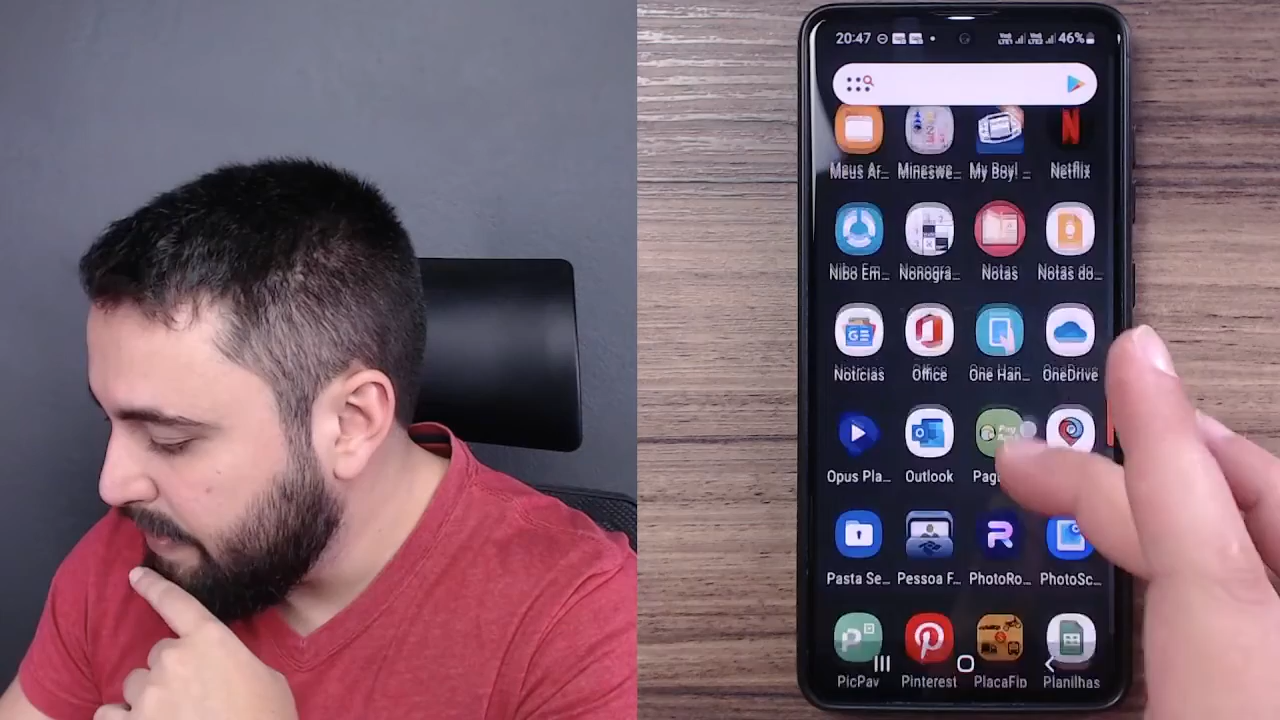 20:47 46%
Meus Ar... Mineswe... My Boy! ... Netflix
Nibo Em... Nonogra... Notas Notas do...
GE
Notícias Office One Han... OneDrive
Opus Pla... Outlook
Pasta Se... Pessoa F... PhotoRo... PhotoSc...
PicPay Pinterest PlacaFip Planilhas